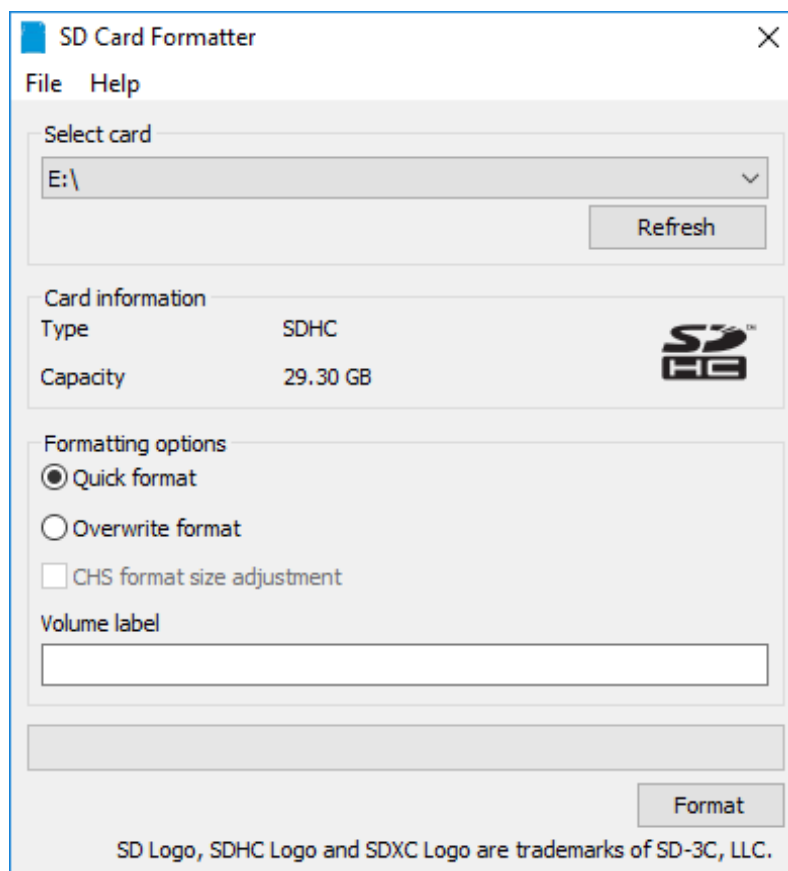 SD Card Formatter
File Help
Select card
E:\
Refresh
Card information
Type SDHC
Capacity 29.30 GB
SD™
HC
Formatting options
Quick format
Overwrite format
CHS format size adjustment
Volume label
Format
SD Logo, SDHC Logo and SDXC Logo are trademarks of SD-3C, LLC.